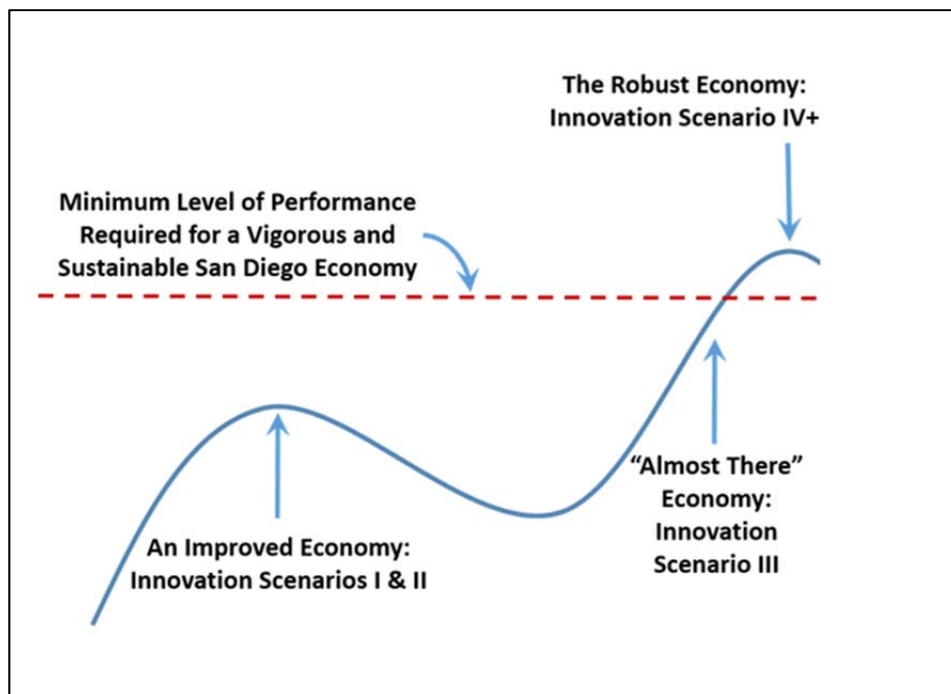 The Robust Economy:
Innovation Scenario IV+
Minimum Level of Performance
Required for a Vigorous and
Sustainable San Diego Economy
“Almost There”
Economy:
Innovation
Scenario III
An Improved Economy:
Innovation Scenarios I & II